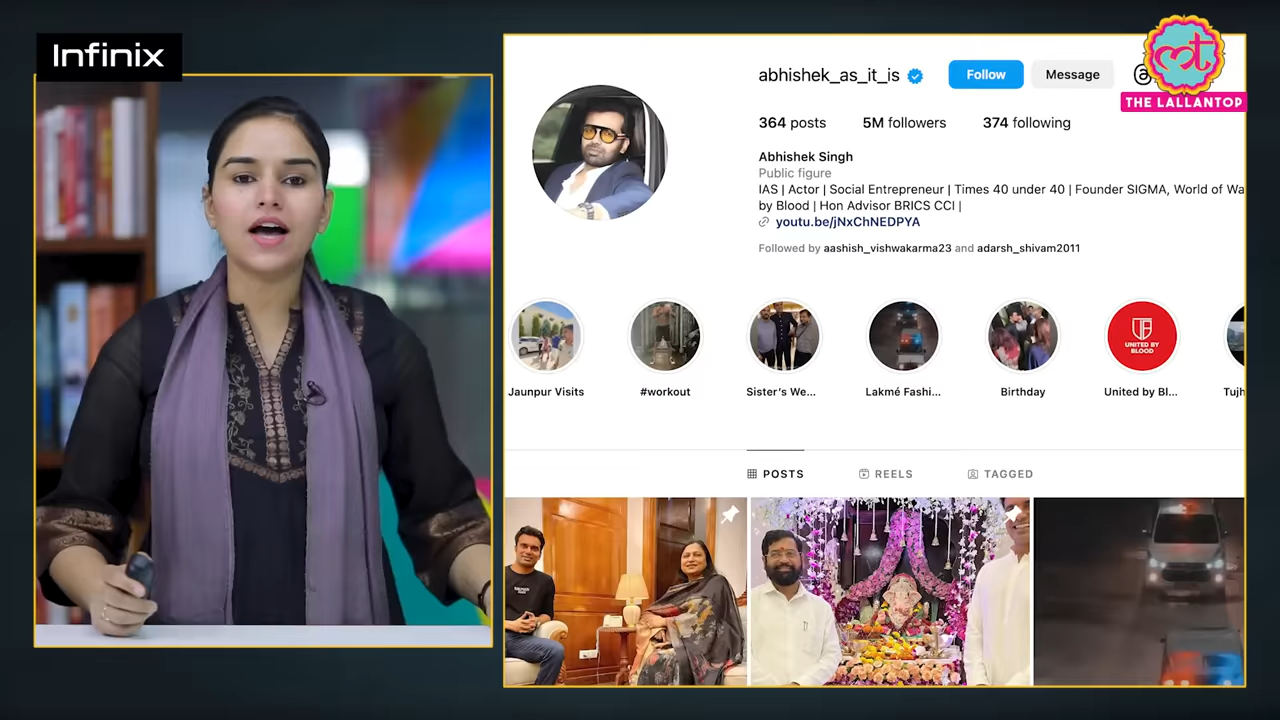 Infinix
लT
THE LALLANTOP
abhishek_as_it_is
Follow
Message
364 posts
5M followers
374 following
Abhishek Singh
Public figure
IAS | Actor | Social Entrepreneur | Times 40 under 40 | Founder SIGMA, World of Wa
by Blood | Hon Advisor BRICS CCI |
youtu.be/jNxChNEDPYA
Followed by aashish_vishwakarma23 and adarsh_shivam2011
UNITED BY
BLOOD
Jaunpur Visits
#workout
Sister's We...
Lakmé Fashi...
Birthday
United by Bl...
Tujh
POSTS
REELS
TAGGED